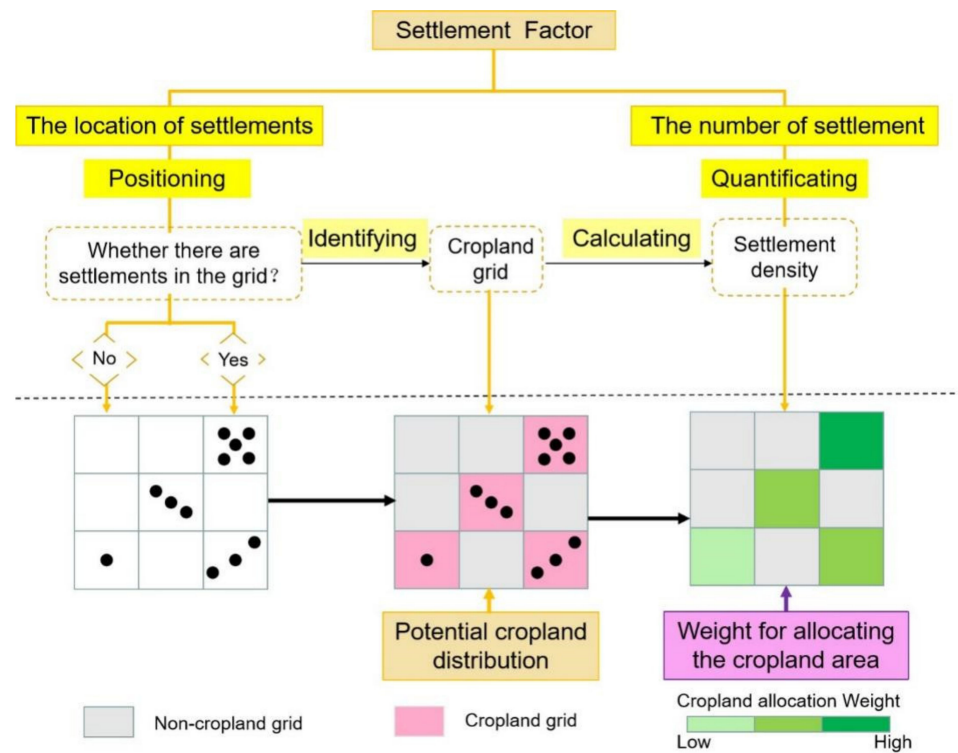 Settlement Factor
The location of settlements
The number of settlement
Positioning
Quantificating
Whether there are
settlements in the grid?
Identifying
Cropland
grid
Calculating
Settlement
density
No
Yes
Potential cropland
distribution
Weight for allocating
the cropland area
Non-cropland grid
Cropland grid
Cropland allocation Weight
Low
High